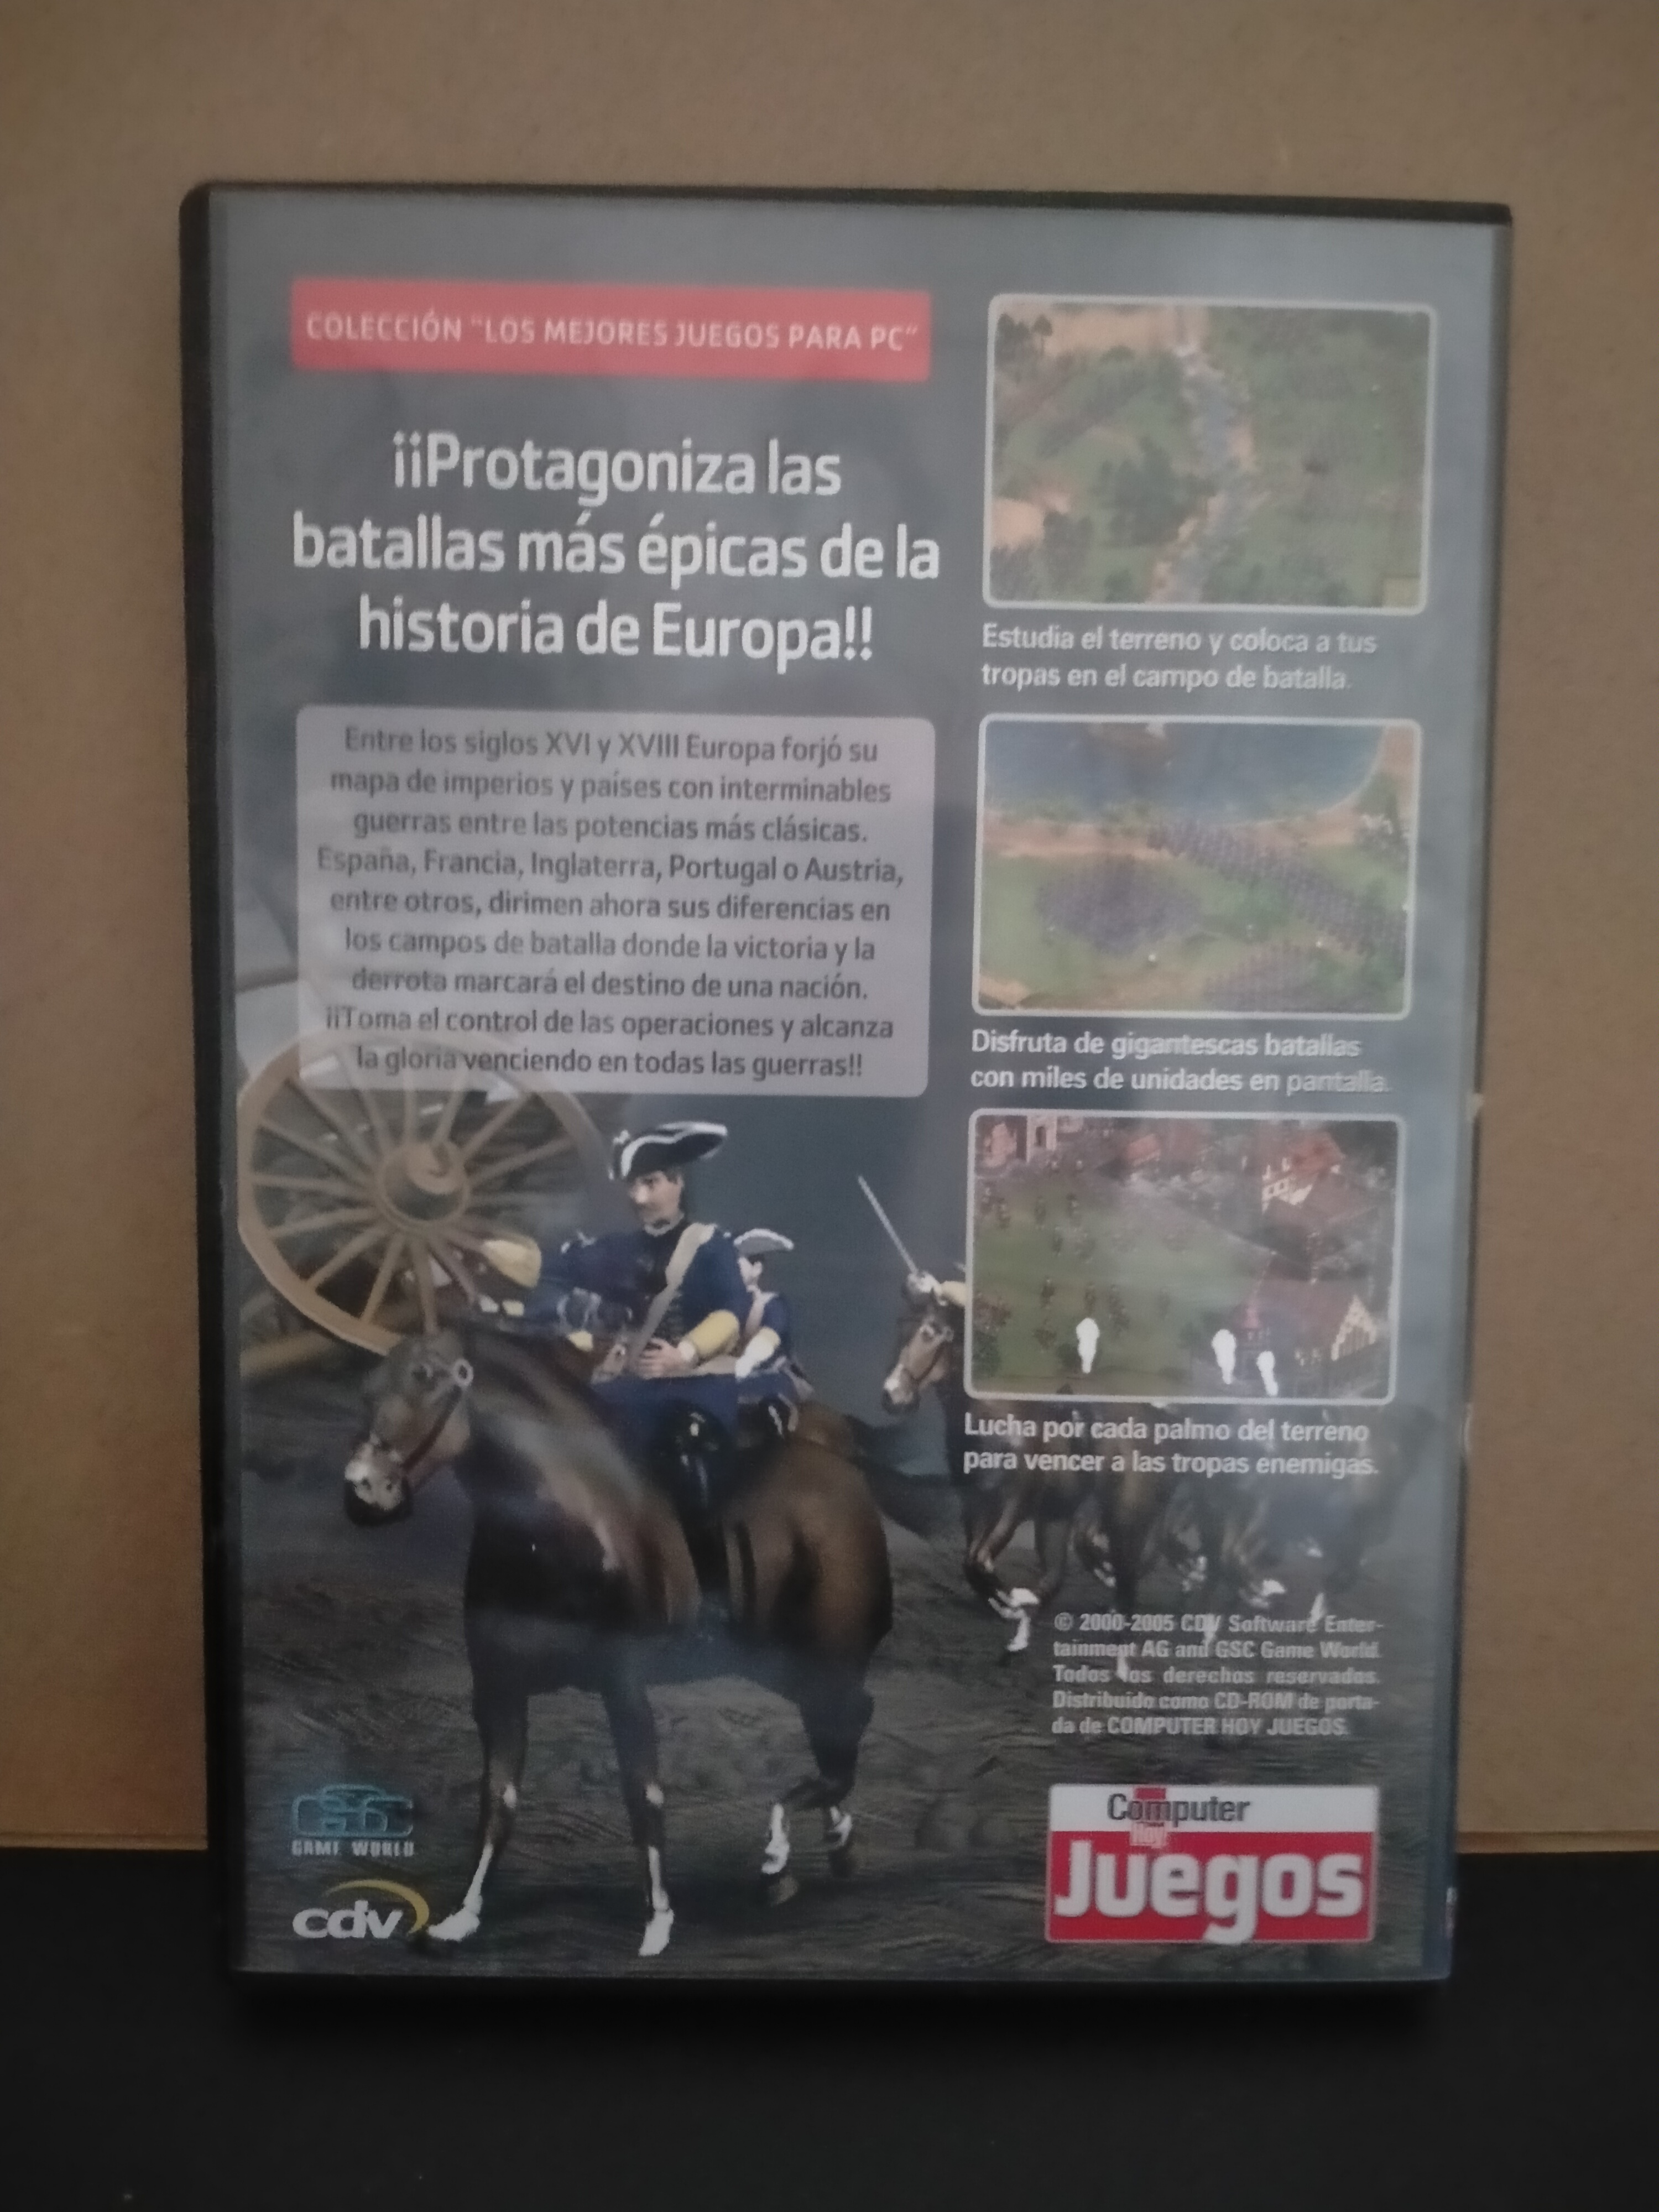 COLECCIÓN "LOS MEJORES JUEGOS PARA PC"
¡¡Protagoniza las
batallas más épicas de la
historia de Europa!!
Entre los siglos XVI y XVIII Europa forjó su
mapa de imperios y países con interminables
guerras entre las potencias más clásicas.
España, Francia, Inglaterra, Portugal o Austria,
entre otros, dirimen ahora sus diferencias en
los campos de batalla donde la victoria y la
derrota marcará el destino de una nación.
¡¡Toma el control de las operaciones y alcanza
la gloria venciendo en todas las guerras!!
Estudia el terreno y coloca a tus
tropas en el campo de batalla.
Disfruta de gigantescas batallas
con miles de unidades en pantalla.
Lucha por cada palmo del terreno
para vencer a las tropas enemigas.
© 2000-2005 CDV Software Enter-
tainment AG and GSC Game World.
Todos los derechos reservados.
Distribuido como CD-ROM de porta-
da de COMPUTER HOY JUEGOS.
GSC
GAME WORLD
cdv
Computer
Hoy
Juegos